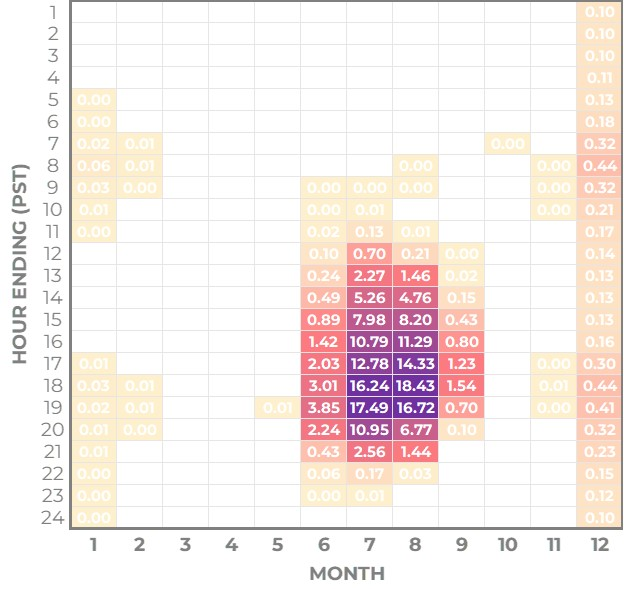 1 0.10
2 0.10
3 0.10
4 0.11
5 0.00 0.13
6 0.00 0.18
7 0.02 0.01 0.00 0.32
8 0.06 0.01 0.00 0.00 0.44
9 0.03 0.00 0.00 0.00 0.00 0.00 0.32
10 0.01 0.00 0.01 0.00 0.21
11 0.00 0.02 0.13 0.01 0.17
12 0.10 0.70 0.21 0.00 0.14
13 0.24 2.27 1.46 0.02 0.13
14 0.49 5.26 4.76 0.15 0.13
15 0.89 7.98 8.20 0.43 0.13
16 1.42 10.79 11.29 0.80 0.16
17 0.01 2.03 12.78 14.33 1.23 0.00 0.30
18 0.03 0.01 3.01 16.24 18.43 1.54 0.01 0.44
19 0.02 0.01 0.01 3.85 17.49 16.72 0.70 0.00 0.41
20 0.01 0.00 2.24 10.95 6.77 0.10 0.32
21 0.01 0.43 2.56 1.44 0.23
22 0.00 0.06 0.17 0.03 0.15
23 0.00 0.00 0.01 0.12
24 0.00 0.10
1 2 3 4 5 6 7 8 9 10 11 12
MONTH
HOUR ENDING (PST)